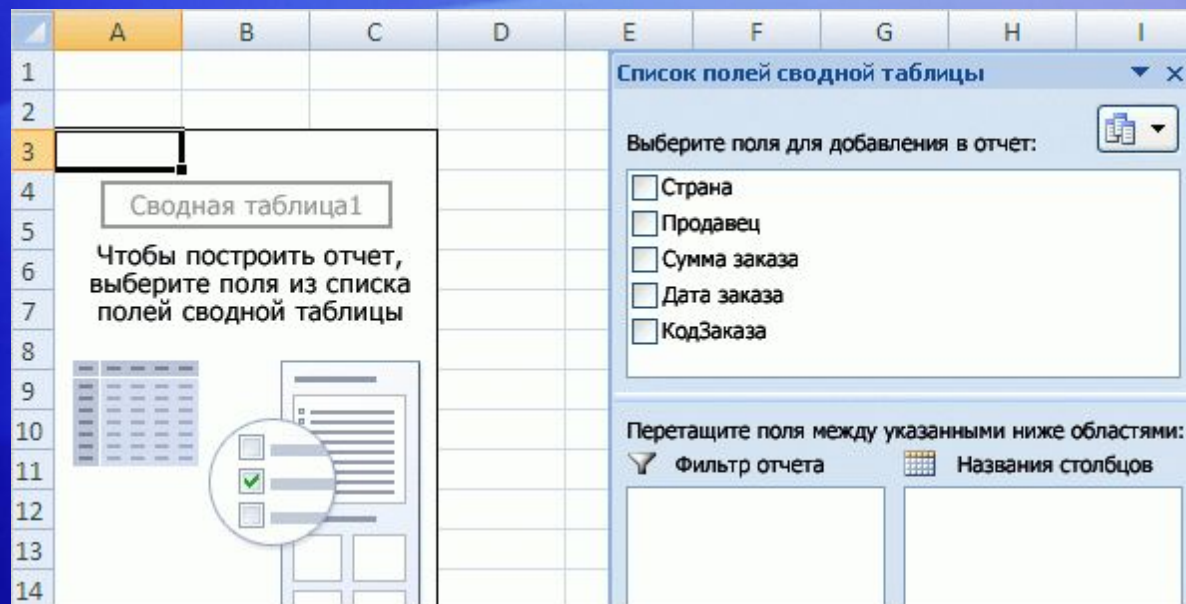 A B C D E F G H I
1
2
3
4
5
6
7
8
9
10
11
12
13
14
Сводная таблица1
Чтобы построить отчет,
выберите поля из списка
полей сводной таблицы
Список полей сводной таблицы
Выберите поля для добавления в отчет:
Страна
Продавец
Сумма заказа
Дата заказа
КодЗаказа
Перетащите поля между указанными ниже областями:
Фильтр отчета
Названия столбцов